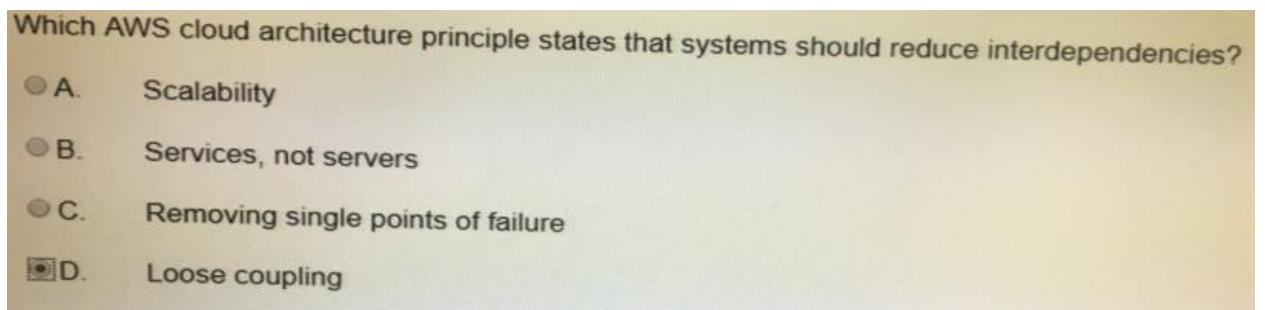 Which AWS cloud architecture principle states that systems should reduce interdependencies?
A. Scalability
B. Services, not servers
C. Removing single points of failure
D. Loose coupling